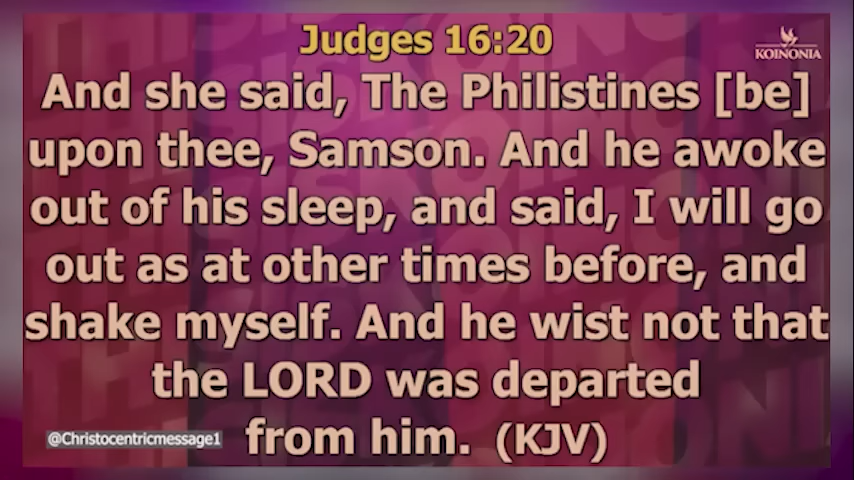 Judges 16:20
KOINONIA
And she said, The Philistines [be]
upon thee, Samson. And he awoke
out of his sleep, and said, I will go
out as at other times before, and
shake myself. And he wist not that
the LORD was departed
from him. (KJV)
@Christocentricmessage1